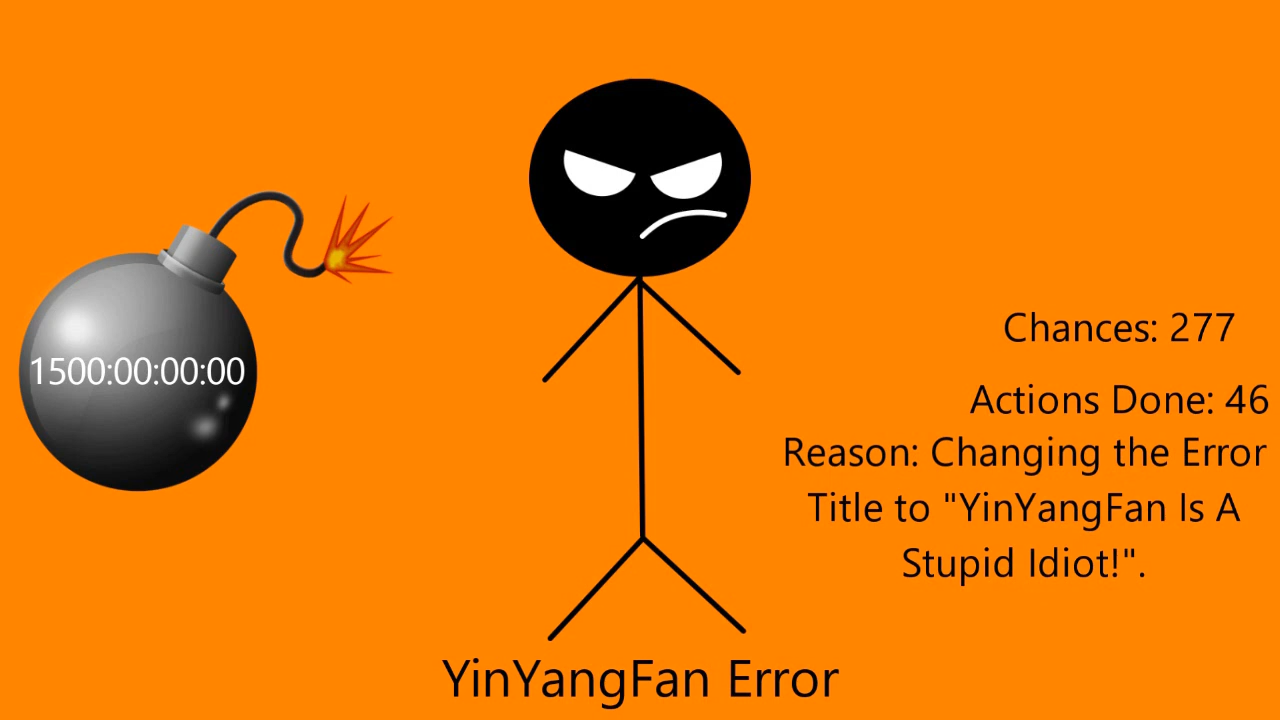 1500:00:00:00
Chances: 277
Actions Done: 46
Reason: Changing the Error
Title to "YinYangFan Is A
Stupid Idiot!".
YinYangFan Error